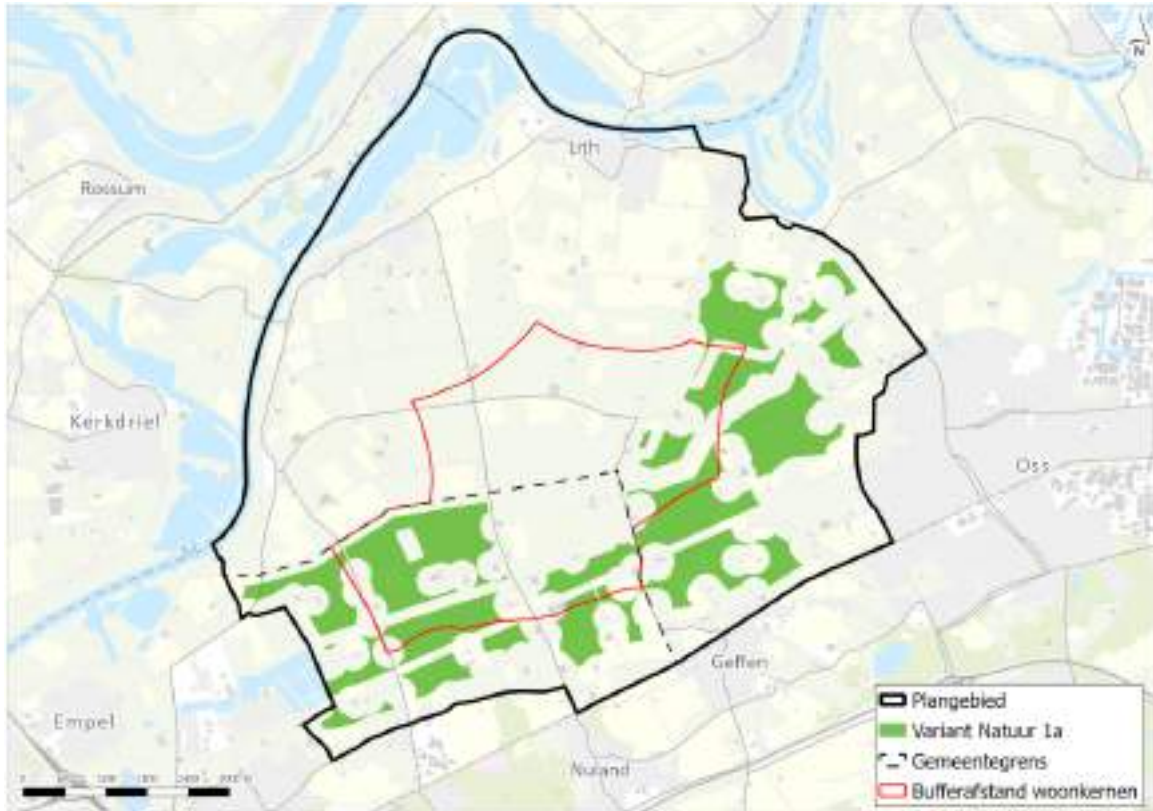 N
Lith
Rossum
Kerkdriel
Oss
Geffen
Empel
Nuland
Plangebied
Variant Natuur 1a
Gemeentegrens
Bufferafstand woonkernen